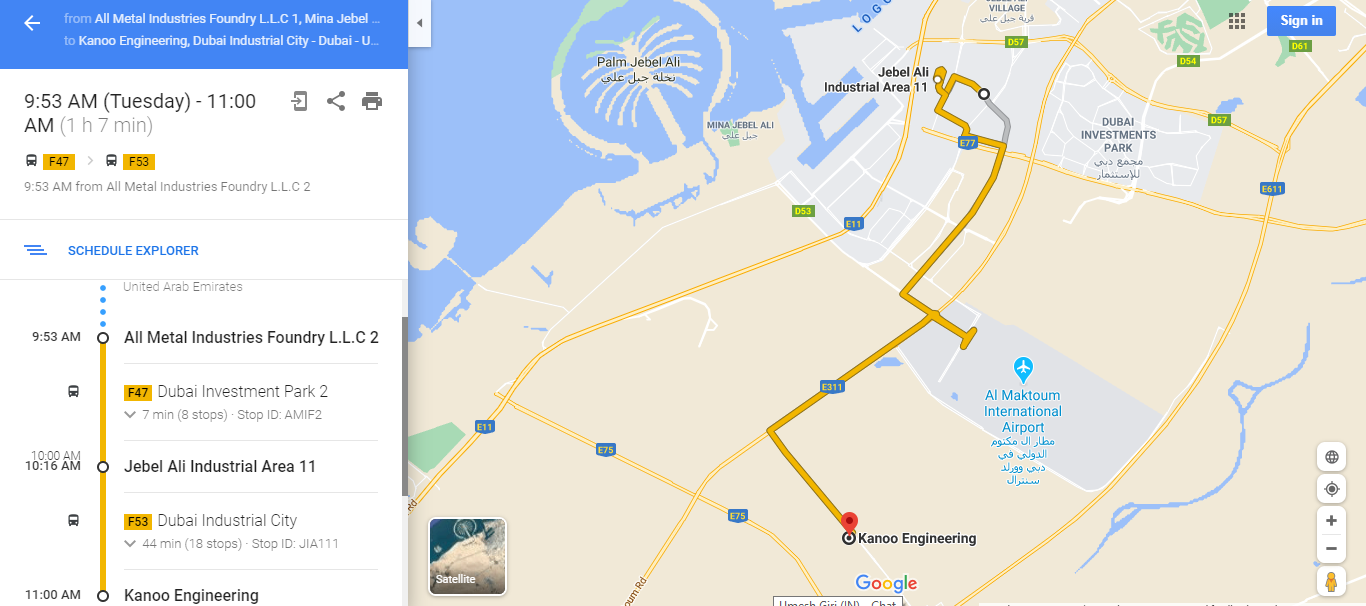 from All Metal Industries Foundry L.L.C 1, Mina Jebel ...
to Kanoo Engineering, Dubai Industrial City - Dubai - U...
9:53 AM (Tuesday) - 11:00
AM (1 h 7 min)
F47 F53
9:53 AM from All Metal Industries Foundry L.L.C 2
SCHEDULE EXPLORER
United Arab Emirates
9:53 AM All Metal Industries Foundry L.L.C 2
F47 Dubai Investment Park 2
7 min (8 stops) · Stop ID: AMIF2
10:00 AM
10:16 AM Jebel Ali Industrial Area 11
F53 Dubai Industrial City
44 min (18 stops) · Stop ID: JIA111
11:00 AM Kanoo Engineering
Sign in
VILLAGE
قرية جبل علي
D57
D61
D54
Palm Jebel Ali
نخلة جبل علي
Jebel Ali
Industrial Area 11
MINA JEBEL ALI
جبل علي
DUBAI
INVESTMENTS
PARK
مجمع دبي
للإستثمار
D57
E77
E611
D53
E11
Al Maktoum
International
Airport
مطار آل مكتوم
الدولي في
دبي وورلد
سنترال
E311
E11
E75
E75
Rd
oum Rd
Kanoo Engineering
Satellite
Google
Umesh Giri (IN) - Chat